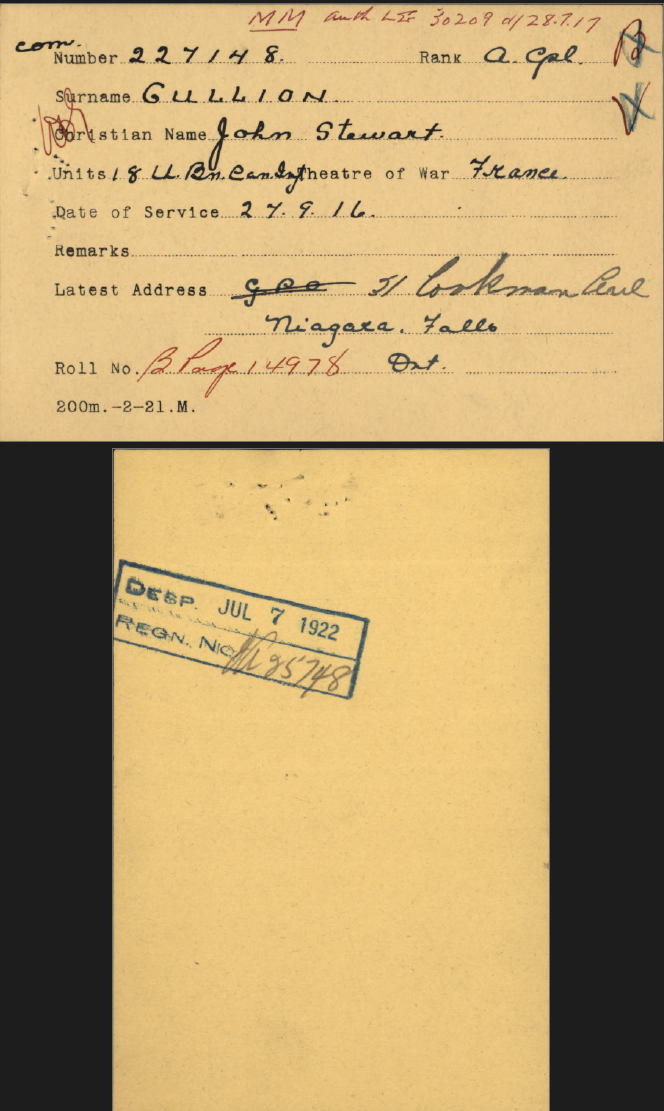 MM auth LG 30209 d/28.7.17
com.
Number 227148. Rank A. Cpl. B
Surname GULLION.
Christian Name John Stewart.
Units 18 Bn. Can Inf Theatre of War France.
Date of Service 27.9.16.
Remarks
Latest Address 51 Cookman
Niagara. Falls
Roll No. B Page 14978 Ont.
200m.-2-21.M.
DESP. JUL 7 1922
REGN. NO. 25748